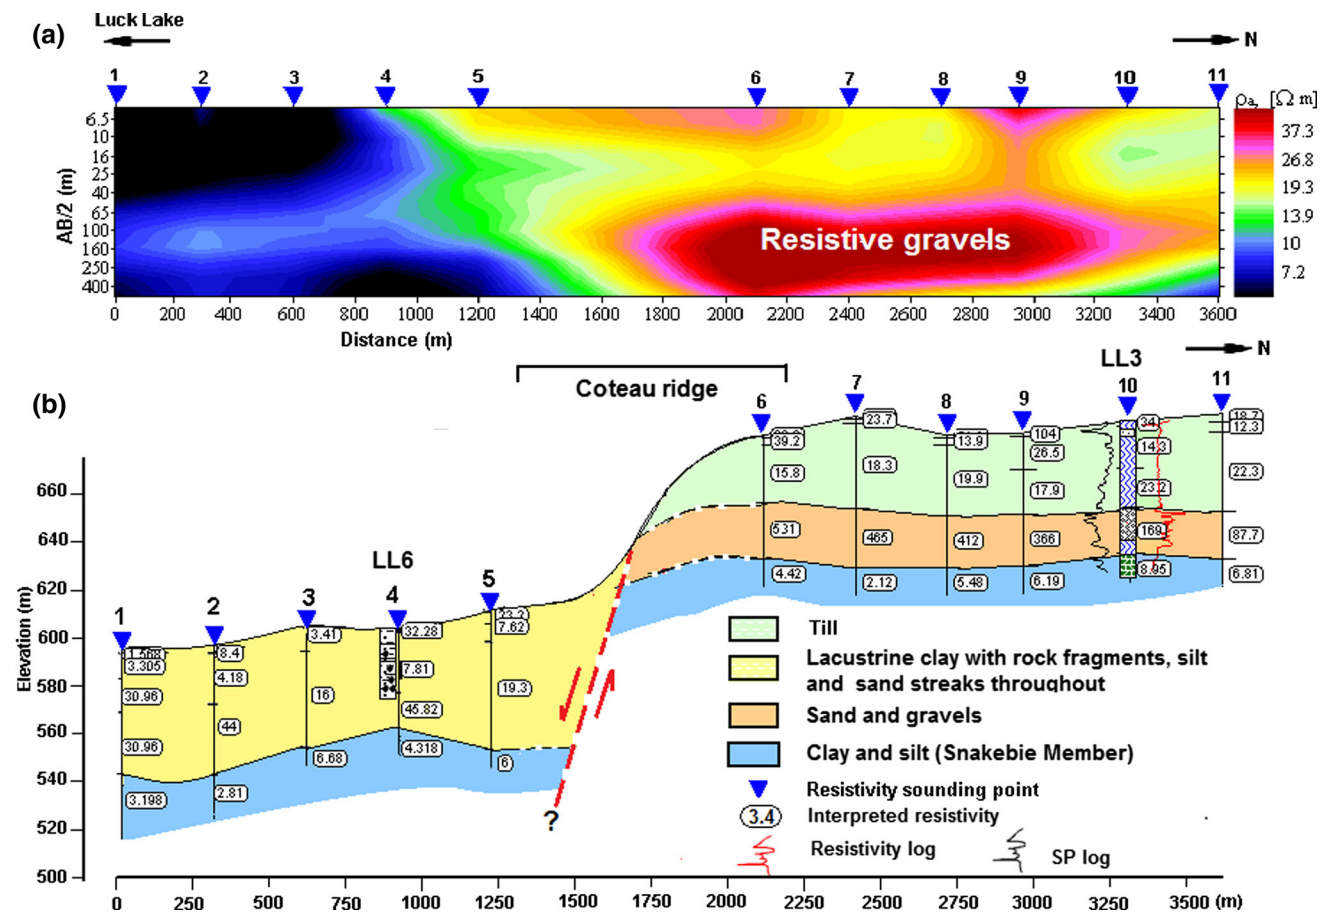 (a)
Luck Lake
N
1 2 3 4 5 6 7 8 9 10 11
ρa, [Ω m]
AB/2 (m)
6.5
10
16
25
40
65
100
160
250
400
37.3
26.8
19.3
13.9
10
7.2
Resistive gravels
0 200 400 600 800 1000 1200 1400 1600 1800 2000 2200 2400 2600 2800 3000 3200 3400 3600
Distance (m)
N
(b)
Coteau ridge
LL3
6 7 8 9 10 11
39.2 23.7 13.9 104 34 18.7
26.5 12.3
15.8 18.3 19.9 17.9 14.3 22.3
23.2
5.31 465 412 366 169 87.7
4.42 2.12 5.48 6.19 8.95 6.81
LL6
1 2 3 4 5
1.568 8.4 3.41 32.28 23.2
3.305 4.18 7.81 7.62
30.96 44 16 45.82 19.3
30.96
3.198 2.81 6.68 4.318 6
?
Elevation (m)
660
640
620
600
580
560
540
520
500
Till
Lacustrine clay with rock fragments, silt
and sand streaks throughout
Sand and gravels
Clay and silt (Snakebie Member)
Resistivity sounding point
3.4 Interpreted resistivity
Resistivity log
SP log
0 250 500 750 1000 1250 1500 1750 2000 2250 2500 2750 3000 3250 3500 (m)